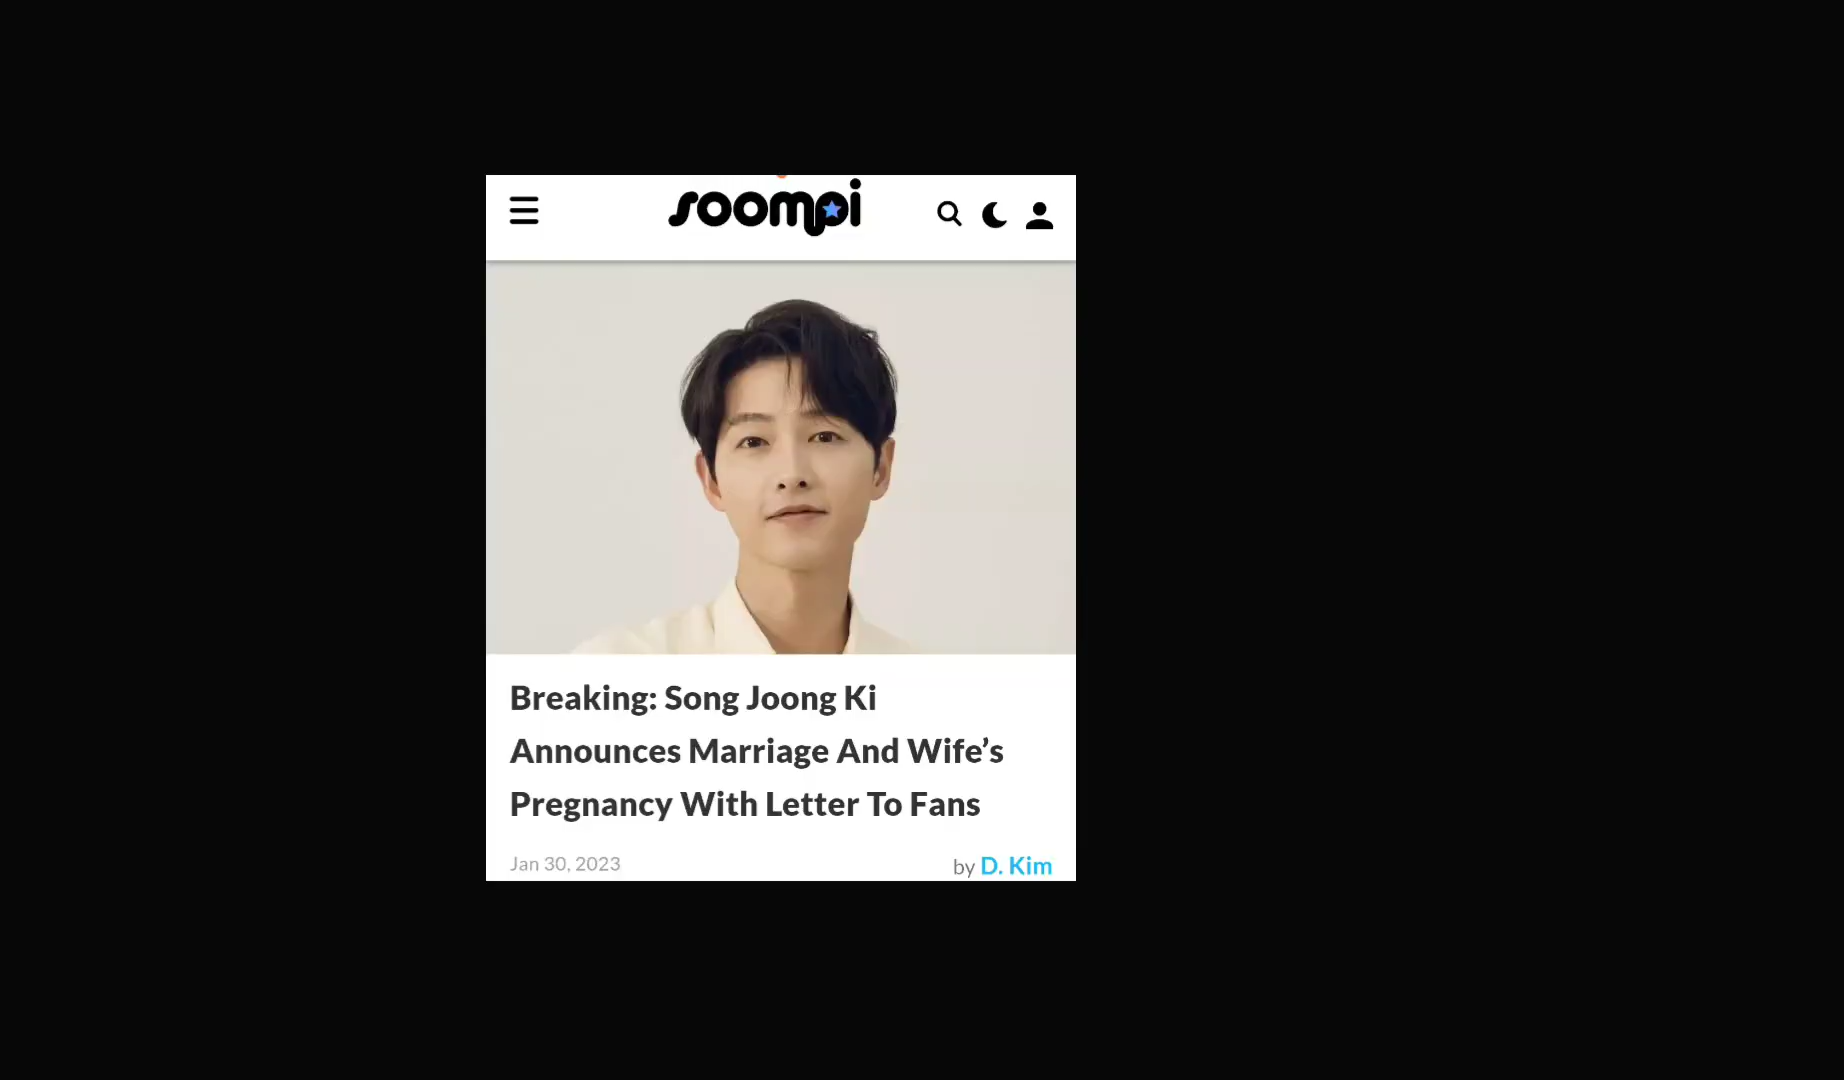 soompi
Breaking: Song Joong Ki
Announces Marriage And Wife’s
Pregnancy With Letter To Fans
Jan 30, 2023
by D. Kim